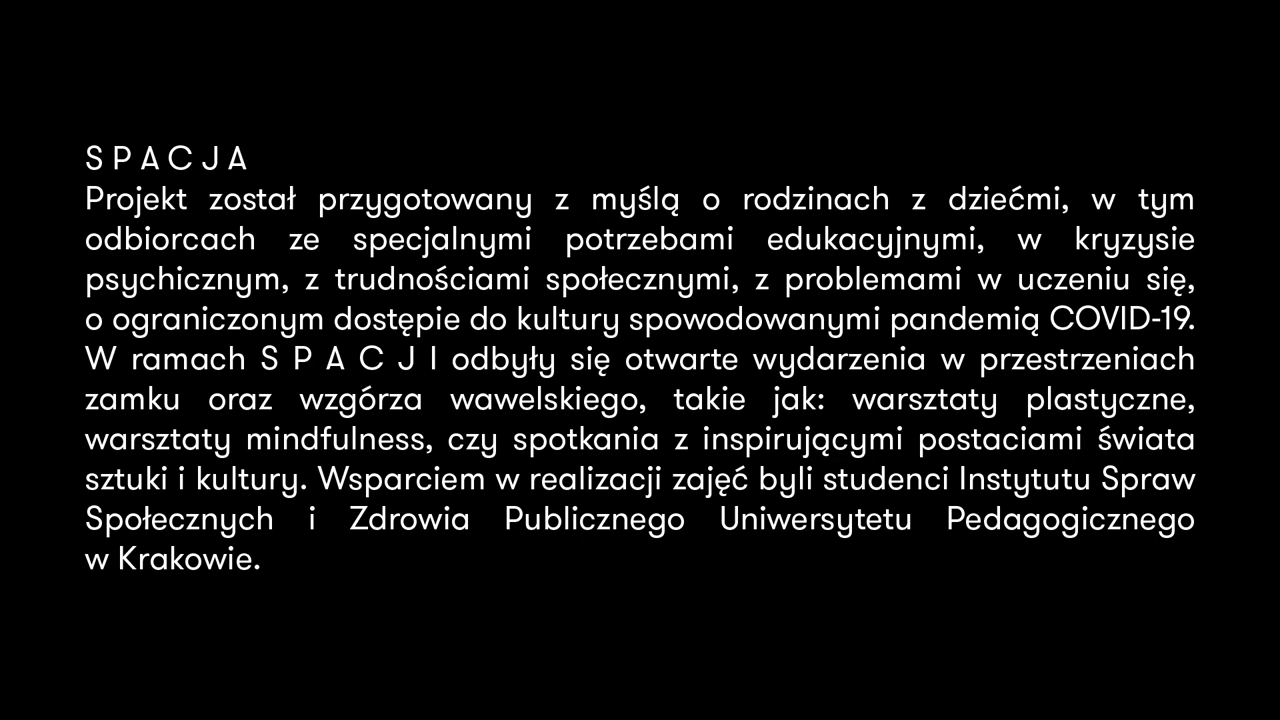 S P A C J A
Projekt został przygotowany z myślą o rodzinach z dziećmi, w tym
odbiorcach ze specjalnymi potrzebami edukacyjnymi, w kryzysie
psychicznym, z trudnościami społecznymi, z problemami w uczeniu się,
o ograniczonym dostępie do kultury spowodowanymi pandemią COVID-19.
W ramach S P A C J I odbyły się otwarte wydarzenia w przestrzeniach
zamku oraz wzgórza wawelskiego, takie jak: warsztaty plastyczne,
warsztaty mindfulness, czy spotkania z inspirującymi postaciami świata
sztuki i kultury. Wsparciem w realizacji zajęć byli studenci Instytutu Spraw
Społecznych i Zdrowia Publicznego Uniwersytetu Pedagogicznego
w Krakowie.